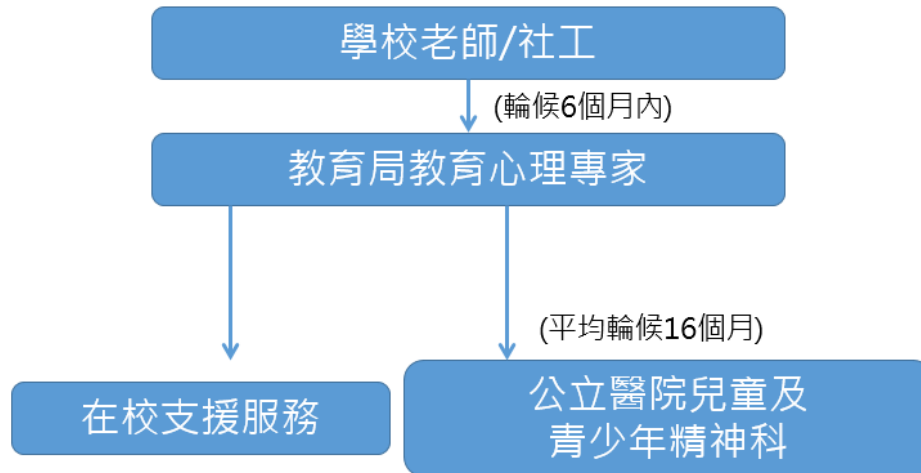 學校老師/社工
(輪候6個月內)
教育局教育心理專家
(平均輪候16個月)
在校支援服務
公立醫院兒童及
青少年精神科